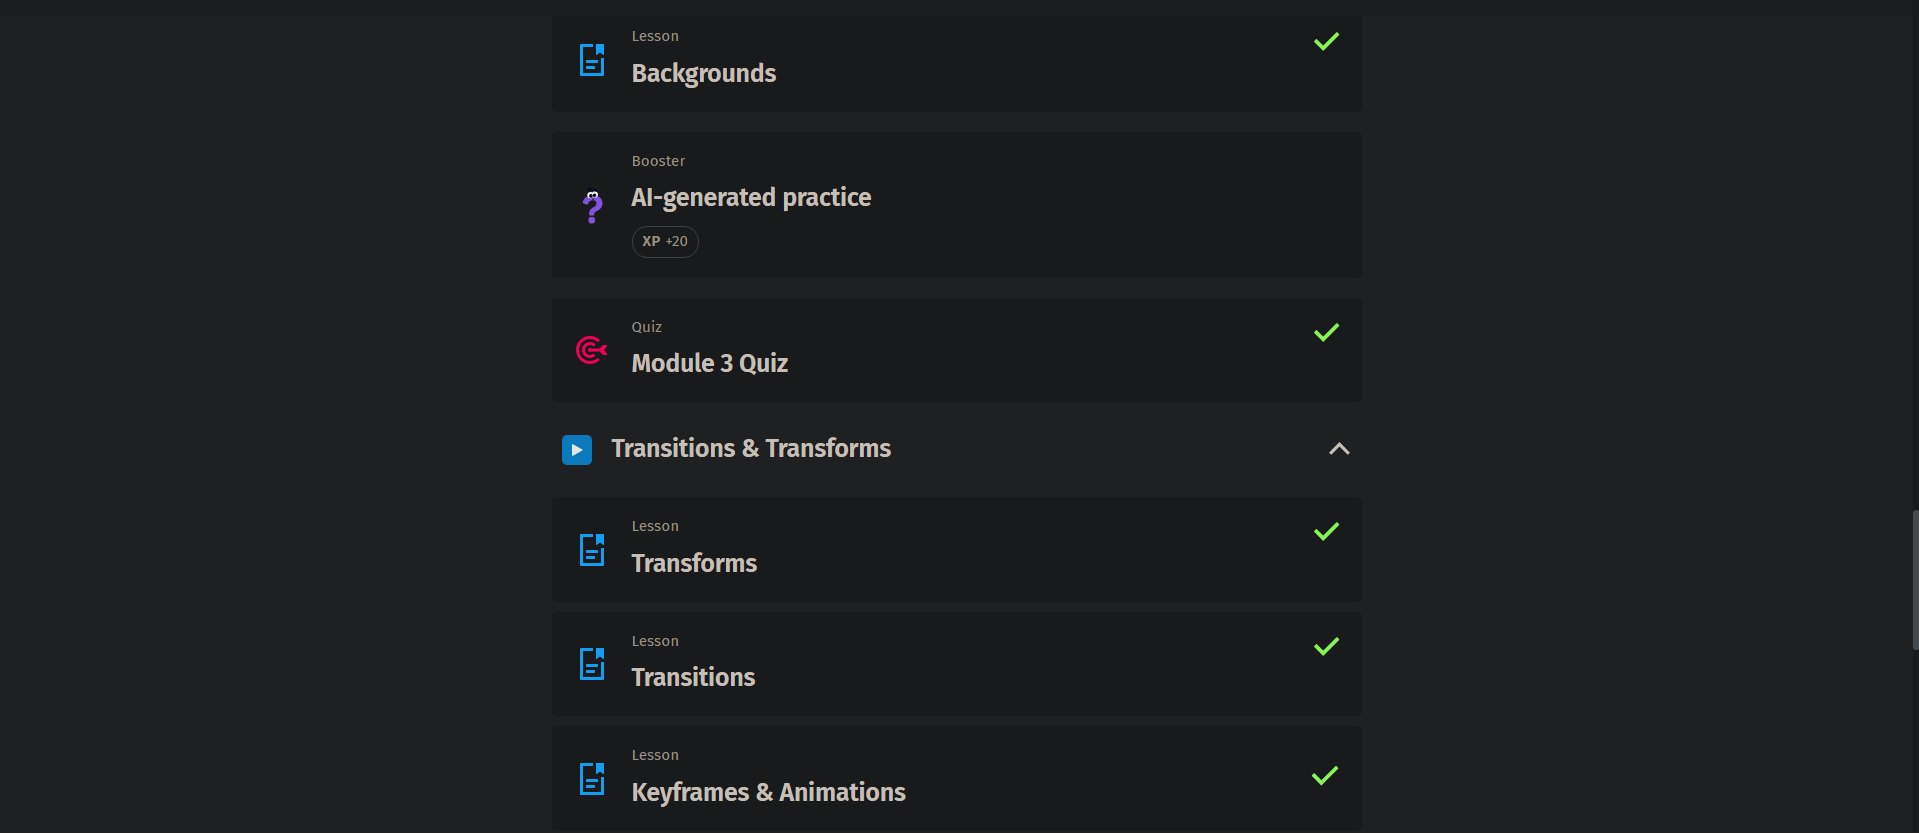 Lesson
Backgrounds
Booster
AI-generated practice
XP +20
Quiz
Module 3 Quiz
Transitions & Transforms
Lesson
Transforms
Lesson
Transitions
Lesson
Keyframes & Animations